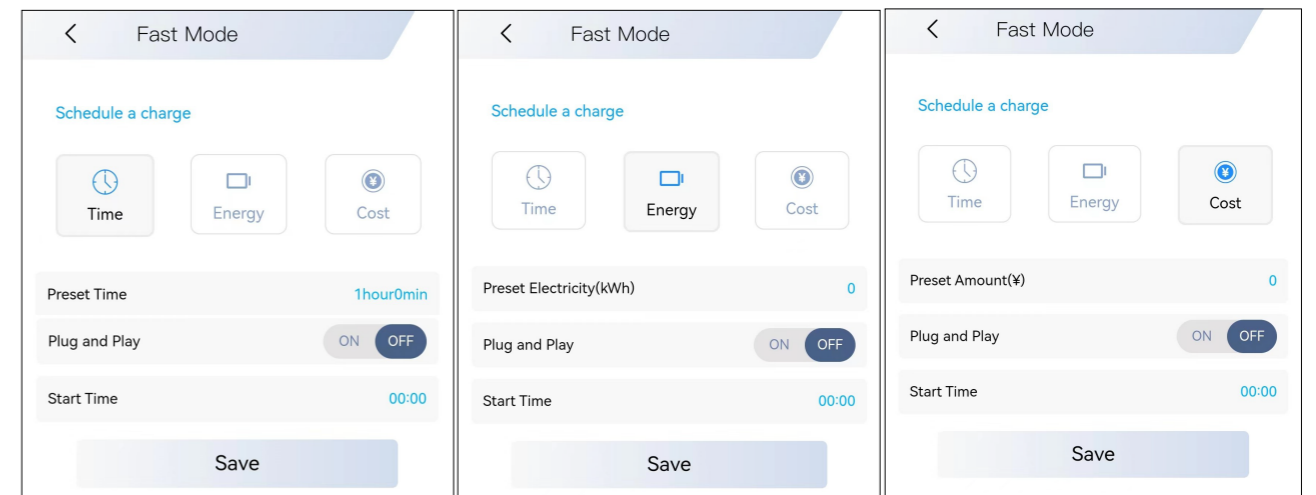 Fast Mode
Schedule a charge
Time Energy Cost
Preset Time 1hour0min
Plug and Play ON OFF
Start Time 00:00
Save
Fast Mode
Schedule a charge
Time Energy Cost
Preset Electricity(kWh) 0
Plug and Play ON OFF
Start Time 00:00
Save
Fast Mode
Schedule a charge
Time Energy Cost
Preset Amount(¥) 0
Plug and Play ON OFF
Start Time 00:00
Save